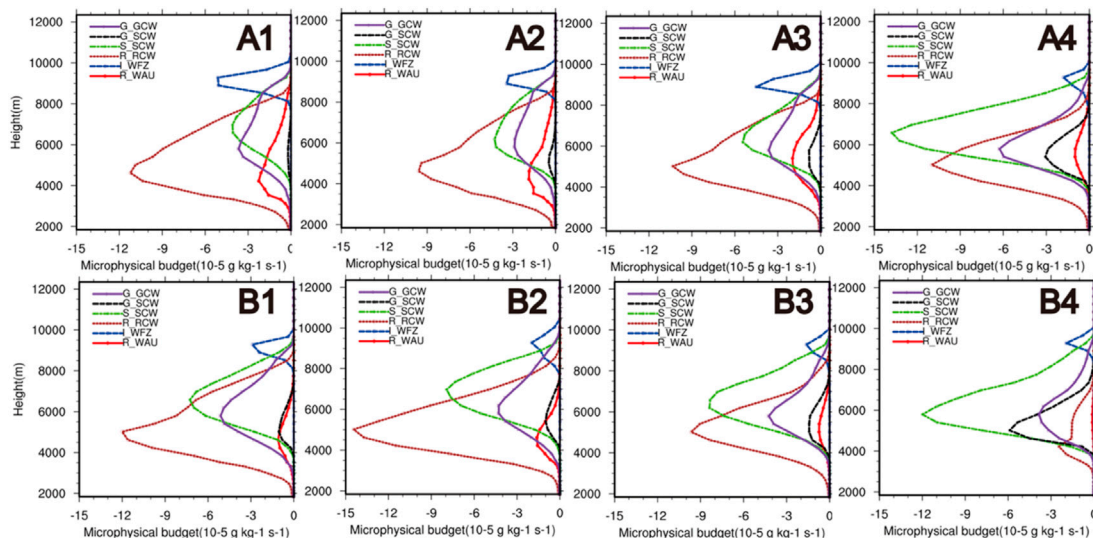 A1
G_GCW
G_SCW
S_SCW
R_RCW
I_WFZ
R_WAU
Height(m)
10000
8000
6000
4000
2000
-15 -12 -9 -6 -3 0
Microphysical budget(10-5 g kg-1 s-1)
A2
G_GCW
G_SCW
S_SCW
R_RCW
I_WFZ
R_WAU
12000
10000
8000
6000
4000
2000
-15 -12 -9 -6 -3 0
Microphysical budget(10-5 g kg-1 s-1)
A3
G_GCW
G_SCW
S_SCW
R_RCW
I_WFZ
R_WAU
12000
10000
8000
6000
4000
2000
-15 -12 -9 -6 -3 0
Microphysical budget(10-5 g kg-1 s-1)
A4
G_GCW
G_SCW
S_SCW
R_RCW
I_WFZ
R_WAU
12000
10000
8000
6000
4000
2000
-15 -12 -9 -6 -3 0
Microphysical budget(10-5 g kg-1 s-1)
B1
G_GCW
G_SCW
S_SCW
R_RCW
I_WFZ
R_WAU
Height(m)
12000
10000
8000
6000
4000
2000
-15 -12 -9 -6 -3 0
Microphysical budget(10-5 g kg-1 s-1)
B2
G_GCW
G_SCW
S_SCW
R_RCW
I_WFZ
R_WAU
12000
10000
8000
6000
4000
2000
-15 -12 -9 -6 -3 0
Microphysical budget(10-5 g kg-1 s-1)
B3
G_GCW
G_SCW
S_SCW
R_RCW
I_WFZ
R_WAU
12000
10000
8000
6000
4000
2000
-15 -12 -9 -6 -3 0
Microphysical budget(10-5 g kg-1 s-1)
B4
G_GCW
G_SCW
S_SCW
R_RCW
I_WFZ
R_WAU
12000
10000
8000
6000
4000
2000
-15 -12 -9 -6 -3 0
Microphysical budget(10-5 g kg-1 s-1)